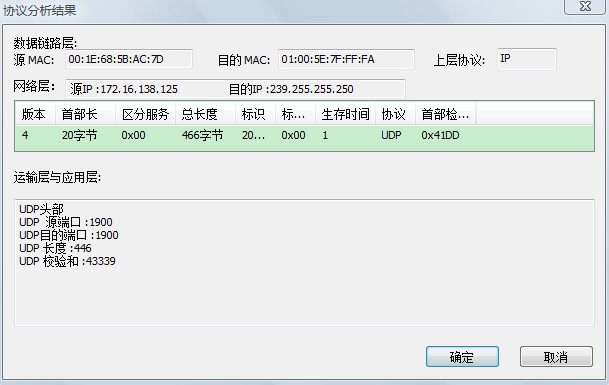 协议分析结果
数据链路层:
源 MAC: 00:1E:68:5B:AC:7D 目的 MAC: 01:00:5E:7F:FF:FA 上层协议: IP
网络层: 源IP :172.16.138.125 目的IP :239.255.255.250
版本 首部长 区分服务 总长度 标识 标... 生存时间 协议 首部检...
4 20字节 0x00 466字节 20... 0x00 1 UDP 0x41DD
运输层与应用层:
UDP头部
UDP 源端口 :1900
UDP目的端口 :1900
UDP 长度 :446
UDP 校验和 :43339
确定 取消